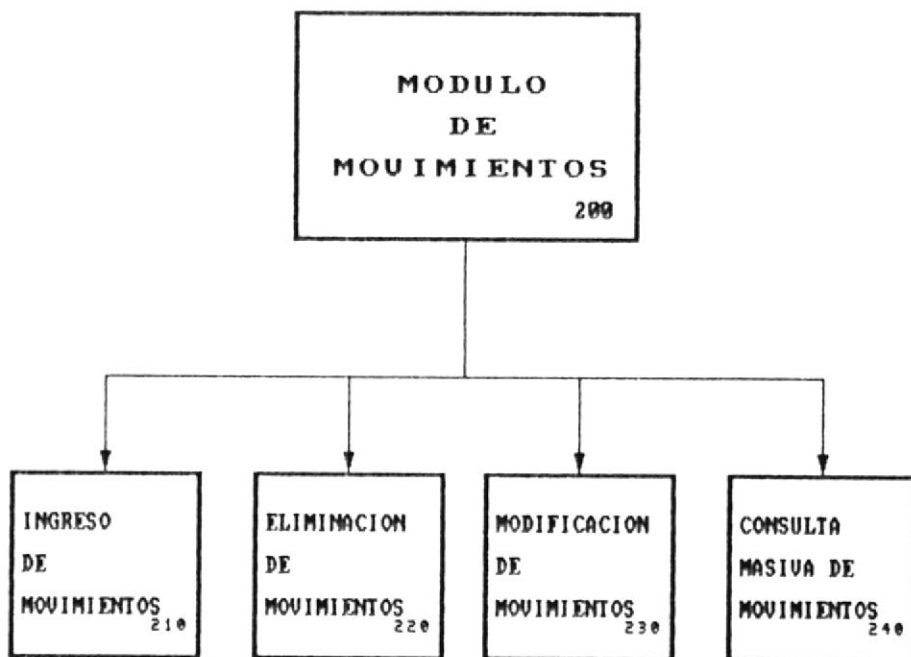 MODULO
DE
MOVIMIENTOS
200
INGRESO
DE
MOVIMIENTOS
210
ELIMINACION
DE
MOVIMIENTOS
220
MODIFICACION
DE
MOVIMIENTOS
230
CONSULTA
MASIVA DE
MOVIMIENTOS
240